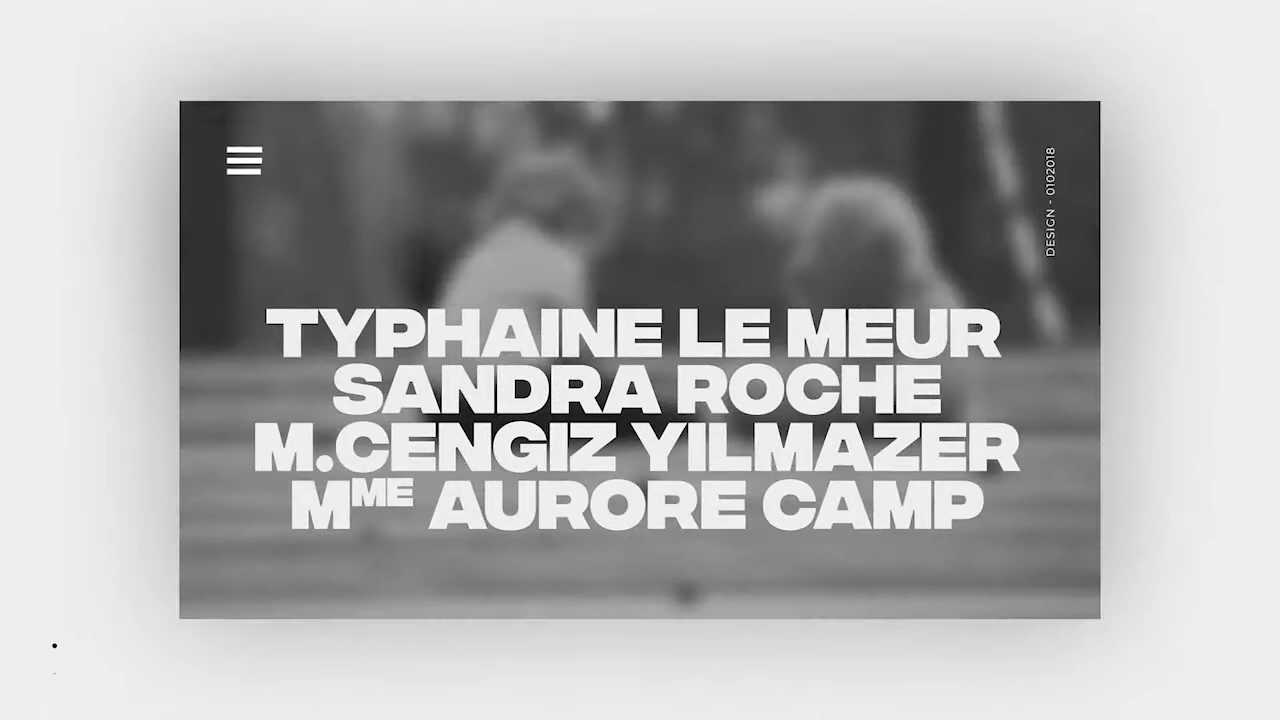 DESIGN - 0102018
TYPHAINE LE MEUR
SANDRA ROCHE
M.CENGIZ YILMAZER
MME AURORE CAMP